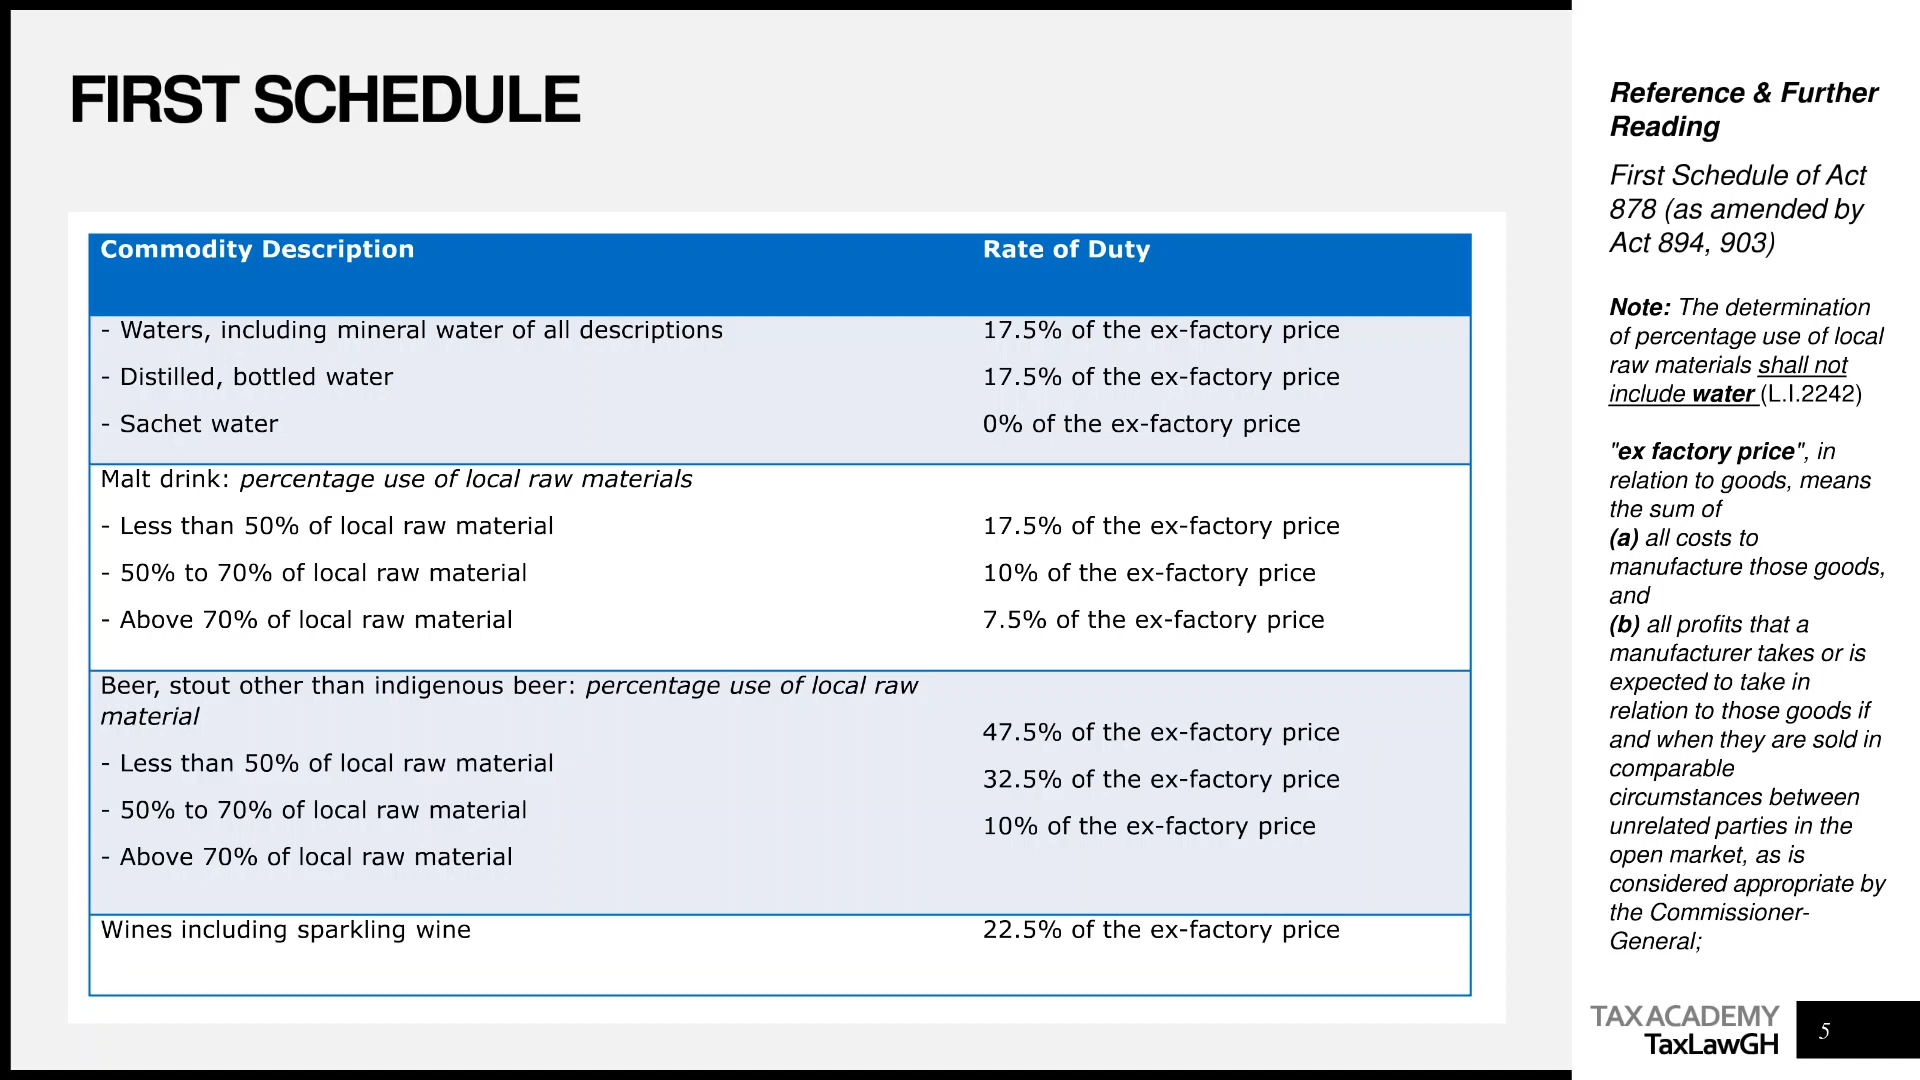 FIRST SCHEDULE
Commodity Description Rate of Duty
- Waters, including mineral water of all descriptions 17.5% of the ex-factory price
- Distilled, bottled water 17.5% of the ex-factory price
- Sachet water 0% of the ex-factory price
Malt drink: percentage use of local raw materials
- Less than 50% of local raw material 17.5% of the ex-factory price
- 50% to 70% of local raw material 10% of the ex-factory price
- Above 70% of local raw material 7.5% of the ex-factory price
Beer, stout other than indigenous beer: percentage use of local raw
material
47.5% of the ex-factory price
- Less than 50% of local raw material
32.5% of the ex-factory price
- 50% to 70% of local raw material
10% of the ex-factory price
- Above 70% of local raw material
Wines including sparkling wine 22.5% of the ex-factory price
Reference & Further
Reading
First Schedule of Act
878 (as amended by
Act 894, 903)
Note: The determination
of percentage use of local
raw materials shall not
include water (L.I.2242)
"ex factory price", in
relation to goods, means
the sum of
(a) all costs to
manufacture those goods,
and
(b) all profits that a
manufacturer takes or is
expected to take in
relation to those goods if
and when they are sold in
comparable
circumstances between
unrelated parties in the
open market, as is
considered appropriate by
the Commissioner-
General;
TAX ACADEMY
TaxLawGH
5